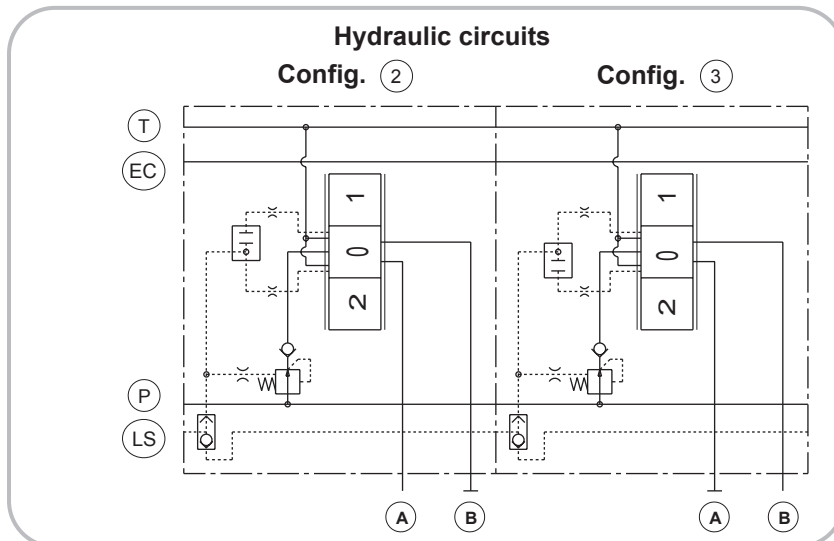 Hydraulic circuits
Config. 2 Config. 3
T
EC
1 1
0 0
2 2
P
LS
A B A B